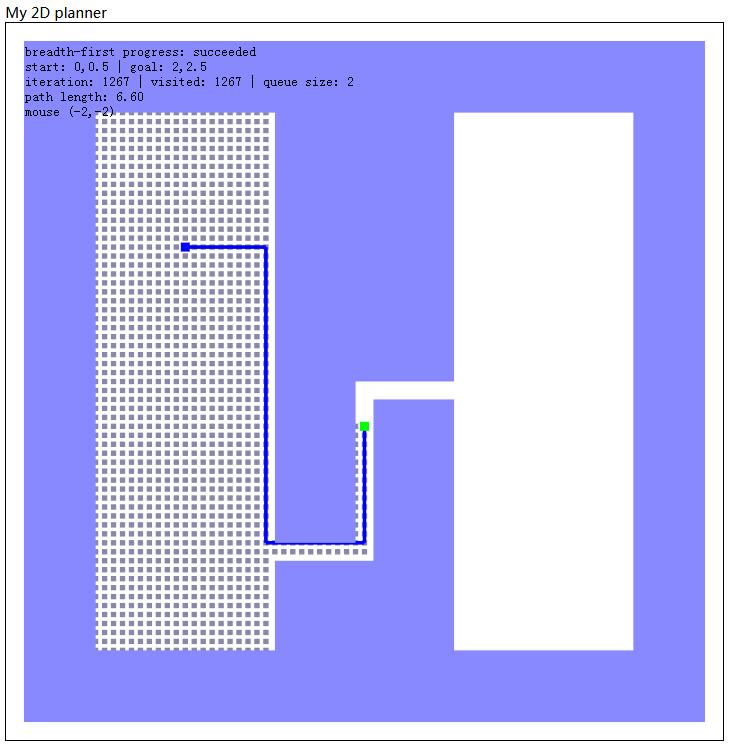 My 2D planner
breadth-first progress: succeeded
start: 0,0.5 | goal: 2,2.5
iteration: 1267 | visited: 1267 | queue size: 2
path length: 6.60
mouse (-2,-2)